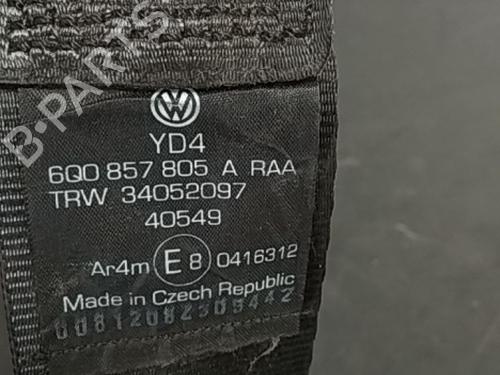 B-PARTS
YD4
6Q0 857 805 A RAA
TRW 34052097
40549
Ar4m E8 0416312
Made in Czech Republic